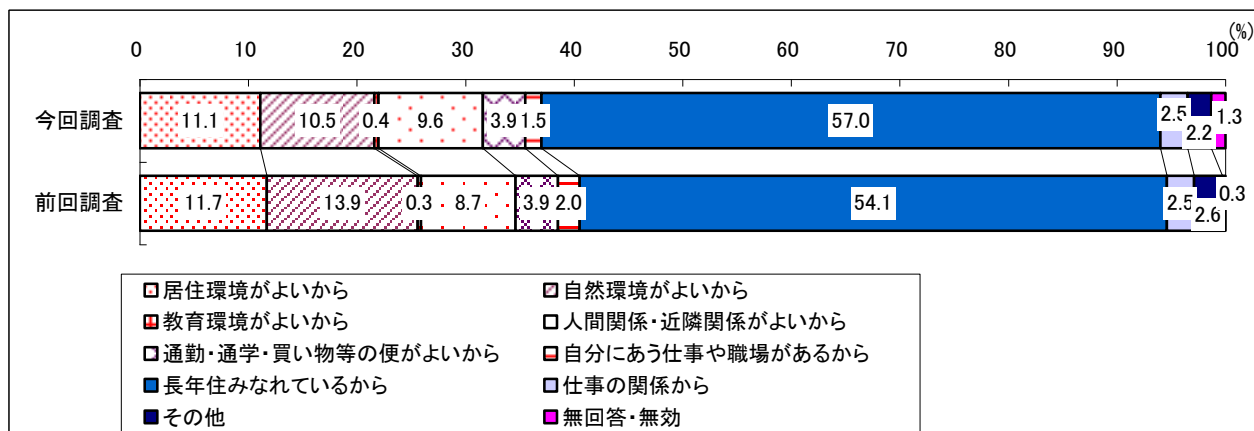 (%)
0 10 20 30 40 50 60 70 80 90 100
今回調査 11.1 10.5 0.4 9.6 3.9 1.5 57.0 2.5 2.2 1.3
前回調査 11.7 13.9 0.3 8.7 3.9 2.0 54.1 2.5 2.6 0.3
居住環境がよいから 自然環境がよいから
教育環境がよいから 人間関係・近隣関係がよいから
通勤・通学・買い物等の便がよいから 自分にあう仕事や職場があるから
長年住みなれているから 仕事の関係から
その他 無回答・無効